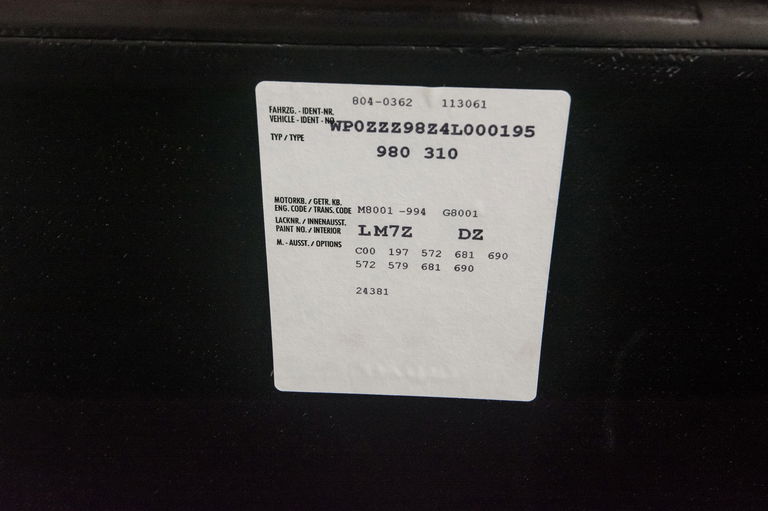 804-0362 113061
FAHRZG. - IDENT-NR.
VEHICLE - IDENT - NO. WP0ZZZ98Z4L000195
TYP / TYPE 980 310
MOTORKB. / GETR. KB.
ENG. CODE / TRANS. CODE M8001 -994 G8001
LACKNR. / INNENAUSST.
PAINT NO. / INTERIOR LM7Z DZ
M. - AUSST. / OPTIONS C00 197 572 681 690
572 579 681 690
24381